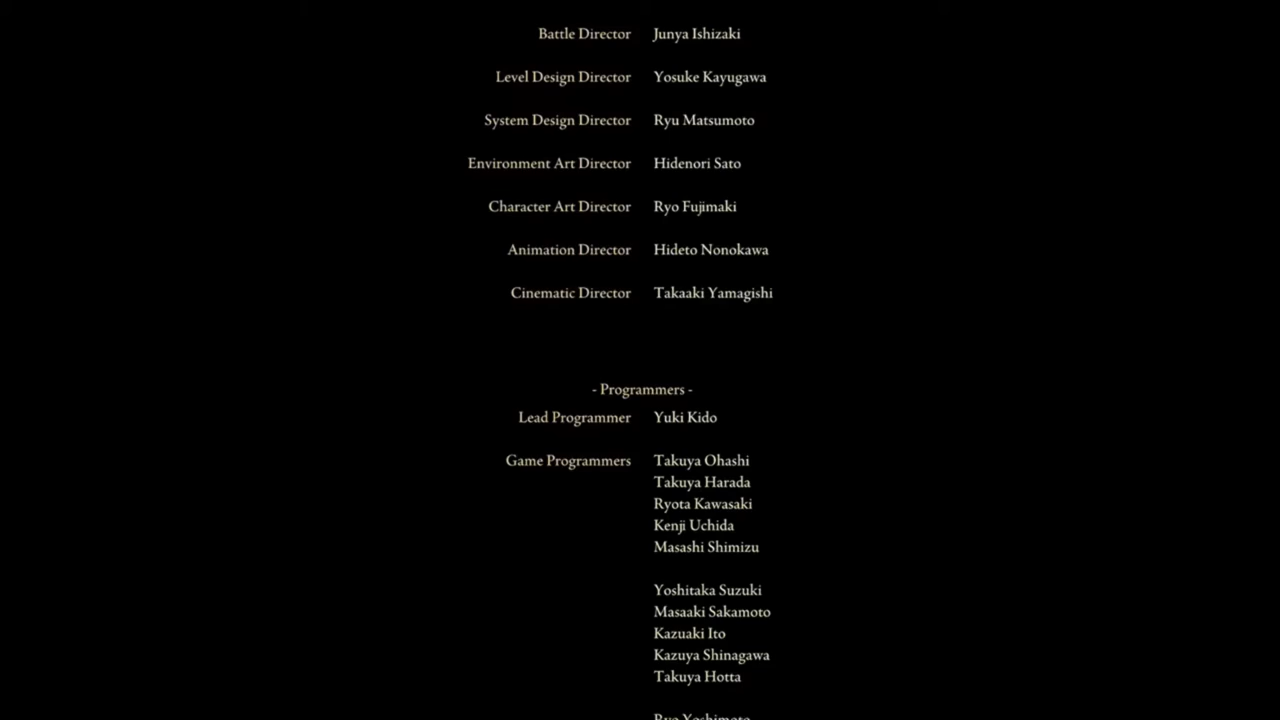 Battle Director Junya Ishizaki
Level Design Director Yosuke Kayugawa
System Design Director Ryu Matsumoto
Environment Art Director Hidenori Sato
Character Art Director Ryo Fujimaki
Animation Director Hideto Nonokawa
Cinematic Director Takaaki Yamagishi
- Programmers -
Lead Programmer Yuki Kido
Game Programmers Takuya Ohashi
Takuya Harada
Ryota Kawasaki
Kenji Uchida
Masashi Shimizu
Yoshitaka Suzuki
Masaaki Sakamoto
Kazuaki Ito
Kazuya Shinagawa
Takuya Hotta